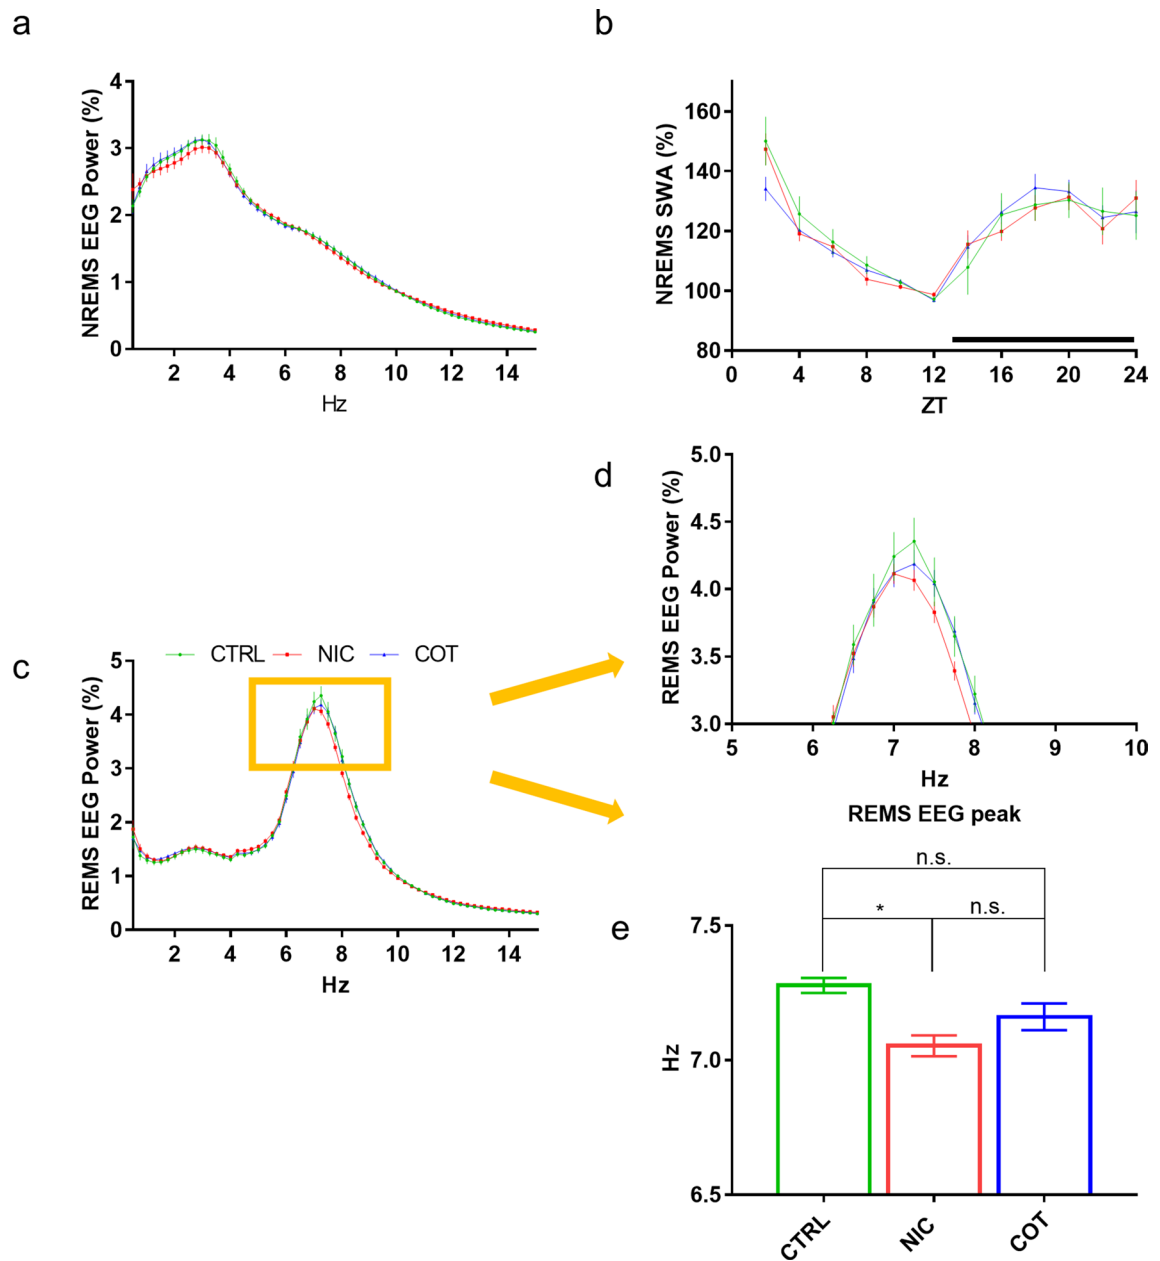 a
NREMS EEG Power (%)
4
3
2
1
0
2 4 6 8 10 12 14
Hz
b
NREMS SWA (%)
160
140
120
100
80
0 4 8 12 16 20 24
ZT
c
CTRL NIC COT
REMS EEG Power (%)
5
4
3
2
1
0
2 4 6 8 10 12 14
Hz
d
REMS EEG Power (%)
5.0
4.5
4.0
3.5
3.0
5 6 7 8 9 10
Hz
REMS EEG peak
e
n.s.
* n.s.
Hz
7.5
7.0
6.5
CTRL NIC COT